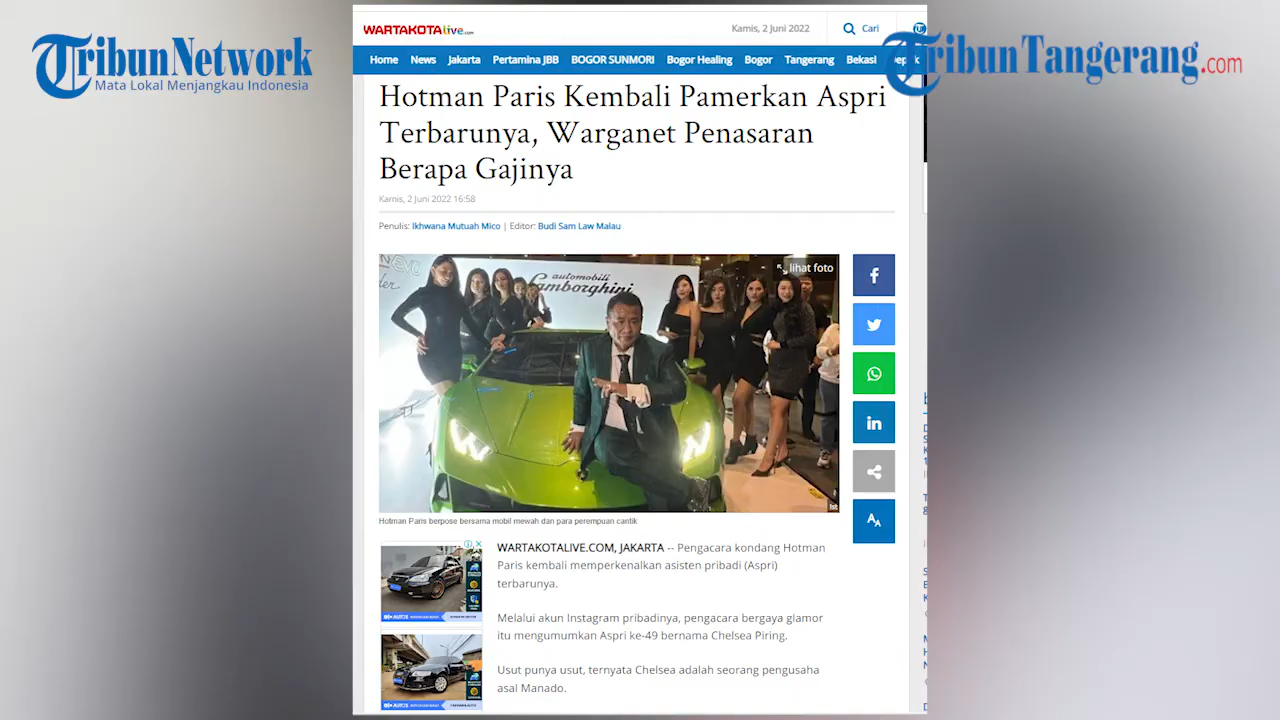 TribunNetwork
Mata Lokal Menjangkau Indonesia
WARTAKOTAlive.com
Kamis, 2 Juni 2022
Cari
TribunTangerang.com
Home News Jakarta Pertamina JBB BOGOR SUNMORI Bogor Healing Bogor Tangerang Bekasi
Hotman Paris Kembali Pamerkan Aspri
Terbarunya, Warganet Penasaran
Berapa Gajinya
Kamis, 2 Juni 2022 16:58
Penulis: Ikhwana Mutuah Mico | Editor: Budi Sam Law Malau
lihat foto
automobili
Lamborghini
Ist
Hotman Paris berpose bersama mobil mewah dan para perempuan cantik
WARTAKOTALIVE.COM, JAKARTA -- Pengacara kondang Hotman
Paris kembali memperkenalkan asisten pribadi (Aspri)
terbarunya.
Melalui akun Instagram pribadinya, pengacara bergaya glamor
itu mengumumkan Aspri ke-49 bernama Chelsea Piring.
Usut punya usut, ternyata Chelsea adalah seorang pengusaha
asal Manado.